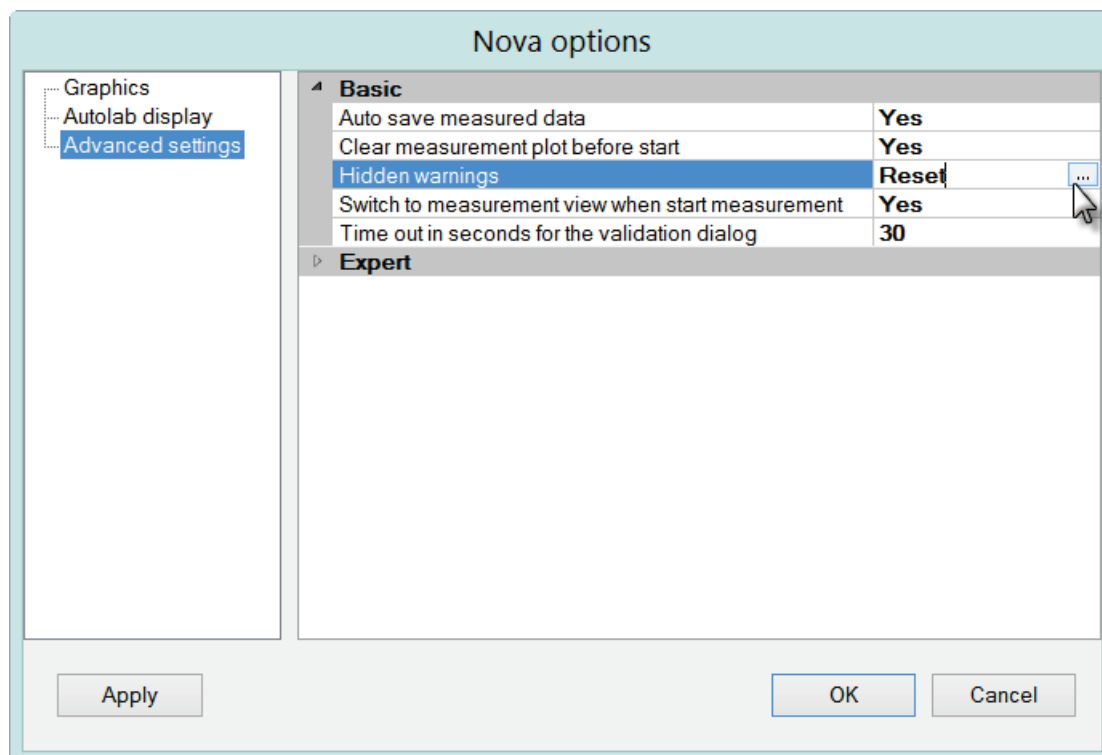 Nova options
Graphics
Autolab display
Advanced settings
Basic
Auto save measured data Yes
Clear measurement plot before start Yes
Hidden warnings Reset ...
Switch to measurement view when start measurement Yes
Time out in seconds for the validation dialog 30
Expert
Apply OK Cancel